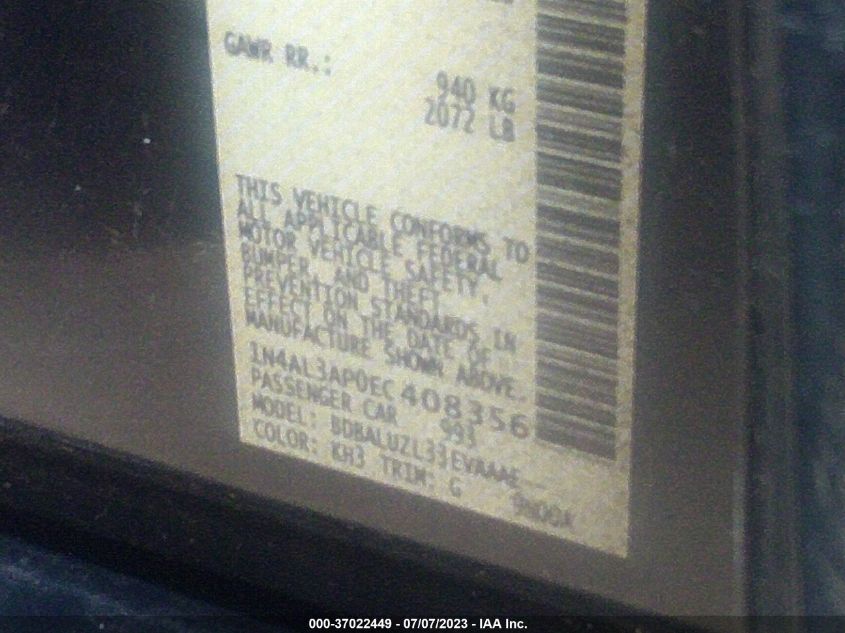 GAWR RR.:
940 KG
2072 LB
THIS VEHICLE CONFORMS TO
ALL APPLICABLE FEDERAL
MOTOR VEHICLE SAFETY,
BUMPER, AND THEFT
PREVENTION STANDARDS IN
EFFECT ON THE DATE OF
MANUFACTURE SHOWN ABOVE.
1N4AL3AP0EC408356
PASSENGER CAR 993
MODEL: BDBALUZL33EVAAAE--
COLOR: KH3 TRIM: G
000-37022449 - 07/07/2023 - IAA Inc.